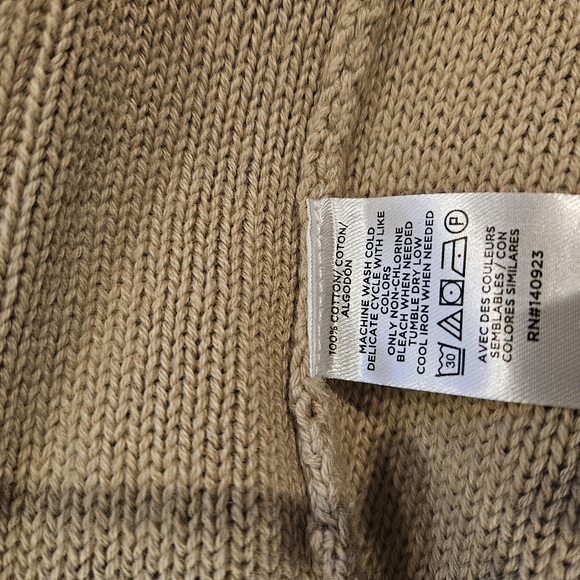 100% COTTON/ COTON/
ALGODÓN
MACHINE WASH COLD
DELICATE CYCLE WITH LIKE
COLORS
ONLY NON-CHLORINE
BLEACH WHEN NEEDED
TUMBLE DRY LOW
COOL IRON WHEN NEEDED
30 P
AVEC DES COULEURS
SEMBLABLES / CON
COLORES SIMILARES
RN#140923